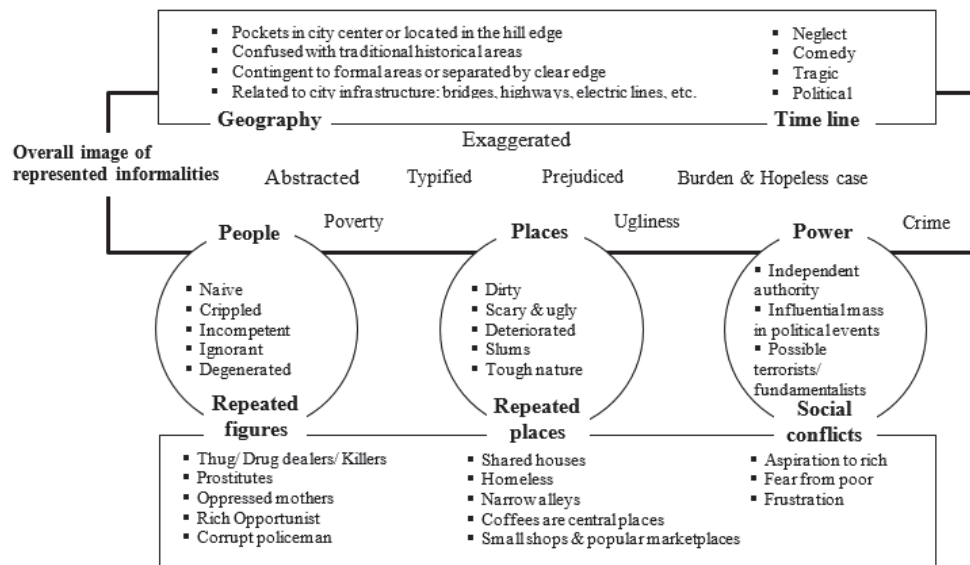 ▪ Pockets in city center or located in the hill edge
▪ Confused with traditional historical areas
▪ Contingent to formal areas or separated by clear edge
▪ Related to city infrastructure: bridges, highways, electric lines, etc.
Geography
▪ Neglect
▪ Comedy
▪ Tragic
▪ Political
Time line
Overall image of
represented informalities
Exaggerated
Abstracted
Typified
Prejudiced
Burden & Hopeless case
Poverty
Ugliness
Crime
People
▪ Naive
▪ Crippled
▪ Incompetent
▪ Ignorant
▪ Degenerated
Places
▪ Dirty
▪ Scary & ugly
▪ Deteriorated
▪ Slums
▪ Tough nature
Power
▪ Independent
authority
▪ Influential mass
in political events
▪ Possible
terrorists/
fundamentalists
Repeated
figures
▪ Thug/ Drug dealers/ Killers
▪ Prostitutes
▪ Oppressed mothers
▪ Rich Opportunist
▪ Corrupt policeman
Repeated
places
▪ Shared houses
▪ Homeless
▪ Narrow alleys
▪ Coffees are central places
▪ Small shops & popular marketplaces
Social
conflicts
▪ Aspiration to rich
▪ Fear from poor
▪ Frustration